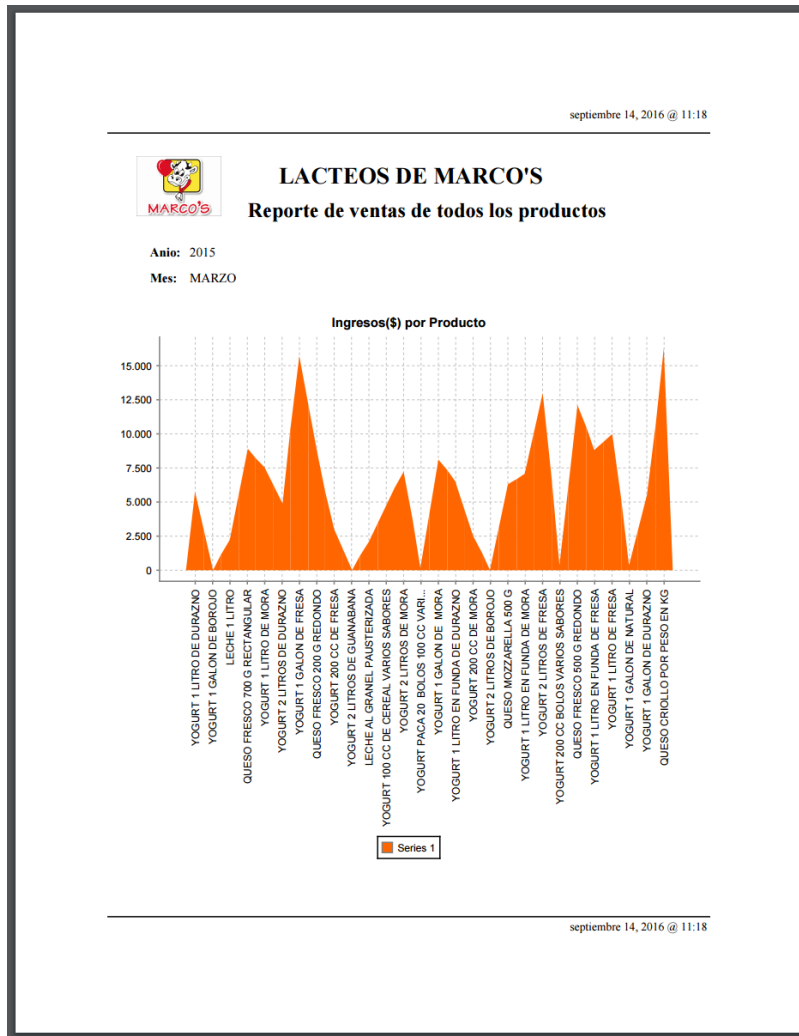 septiembre 14, 2016 @ 11:18
MARCO'S
LACTEOS DE MARCO'S
Reporte de ventas de todos los productos
Anio: 2015
Mes: MARZO
Ingresos($) por Producto
15.000
12.500
10.000
7.500
5.000
2.500
0
YOGURT 1 LITRO DE DURAZNO
YOGURT 1 GALON DE BOROJO
LECHE 1 LITRO
QUESO FRESCO 700 G RECTANGULAR
YOGURT 1 LITRO DE MORA
YOGURT 2 LITROS DE DURAZNO
YOGURT 1 GALON DE FRESA
QUESO FRESCO 200 G REDONDO
YOGURT 200 CC DE FRESA
YOGURT 2 LITROS DE GUANABANA
LECHE AL GRANEL PAUSTERIZADA
YOGURT 100 CC DE CEREAL VARIOS SABORES
YOGURT 2 LITROS DE MORA
YOGURT PACA 20 BOLOS 100 CC VARI...
YOGURT 1 GALON DE MORA
YOGURT 1 LITRO EN FUNDA DE DURAZNO
YOGURT 200 CC DE MORA
YOGURT 2 LITROS DE BOROJO
QUESO MOZZARELLA 500 G
YOGURT 1 LITRO EN FUNDA DE MORA
YOGURT 2 LITROS DE FRESA
YOGURT 200 CC BOLOS VARIOS SABORES
QUESO FRESCO 500 G REDONDO
YOGURT 1 LITRO EN FUNDA DE FRESA
YOGURT 1 LITRO DE FRESA
YOGURT 1 GALON DE NATURAL
YOGURT 1 GALON DE DURAZNO
QUESO CRIOLLO POR PESO EN KG
Series 1
septiembre 14, 2016 @ 11:18